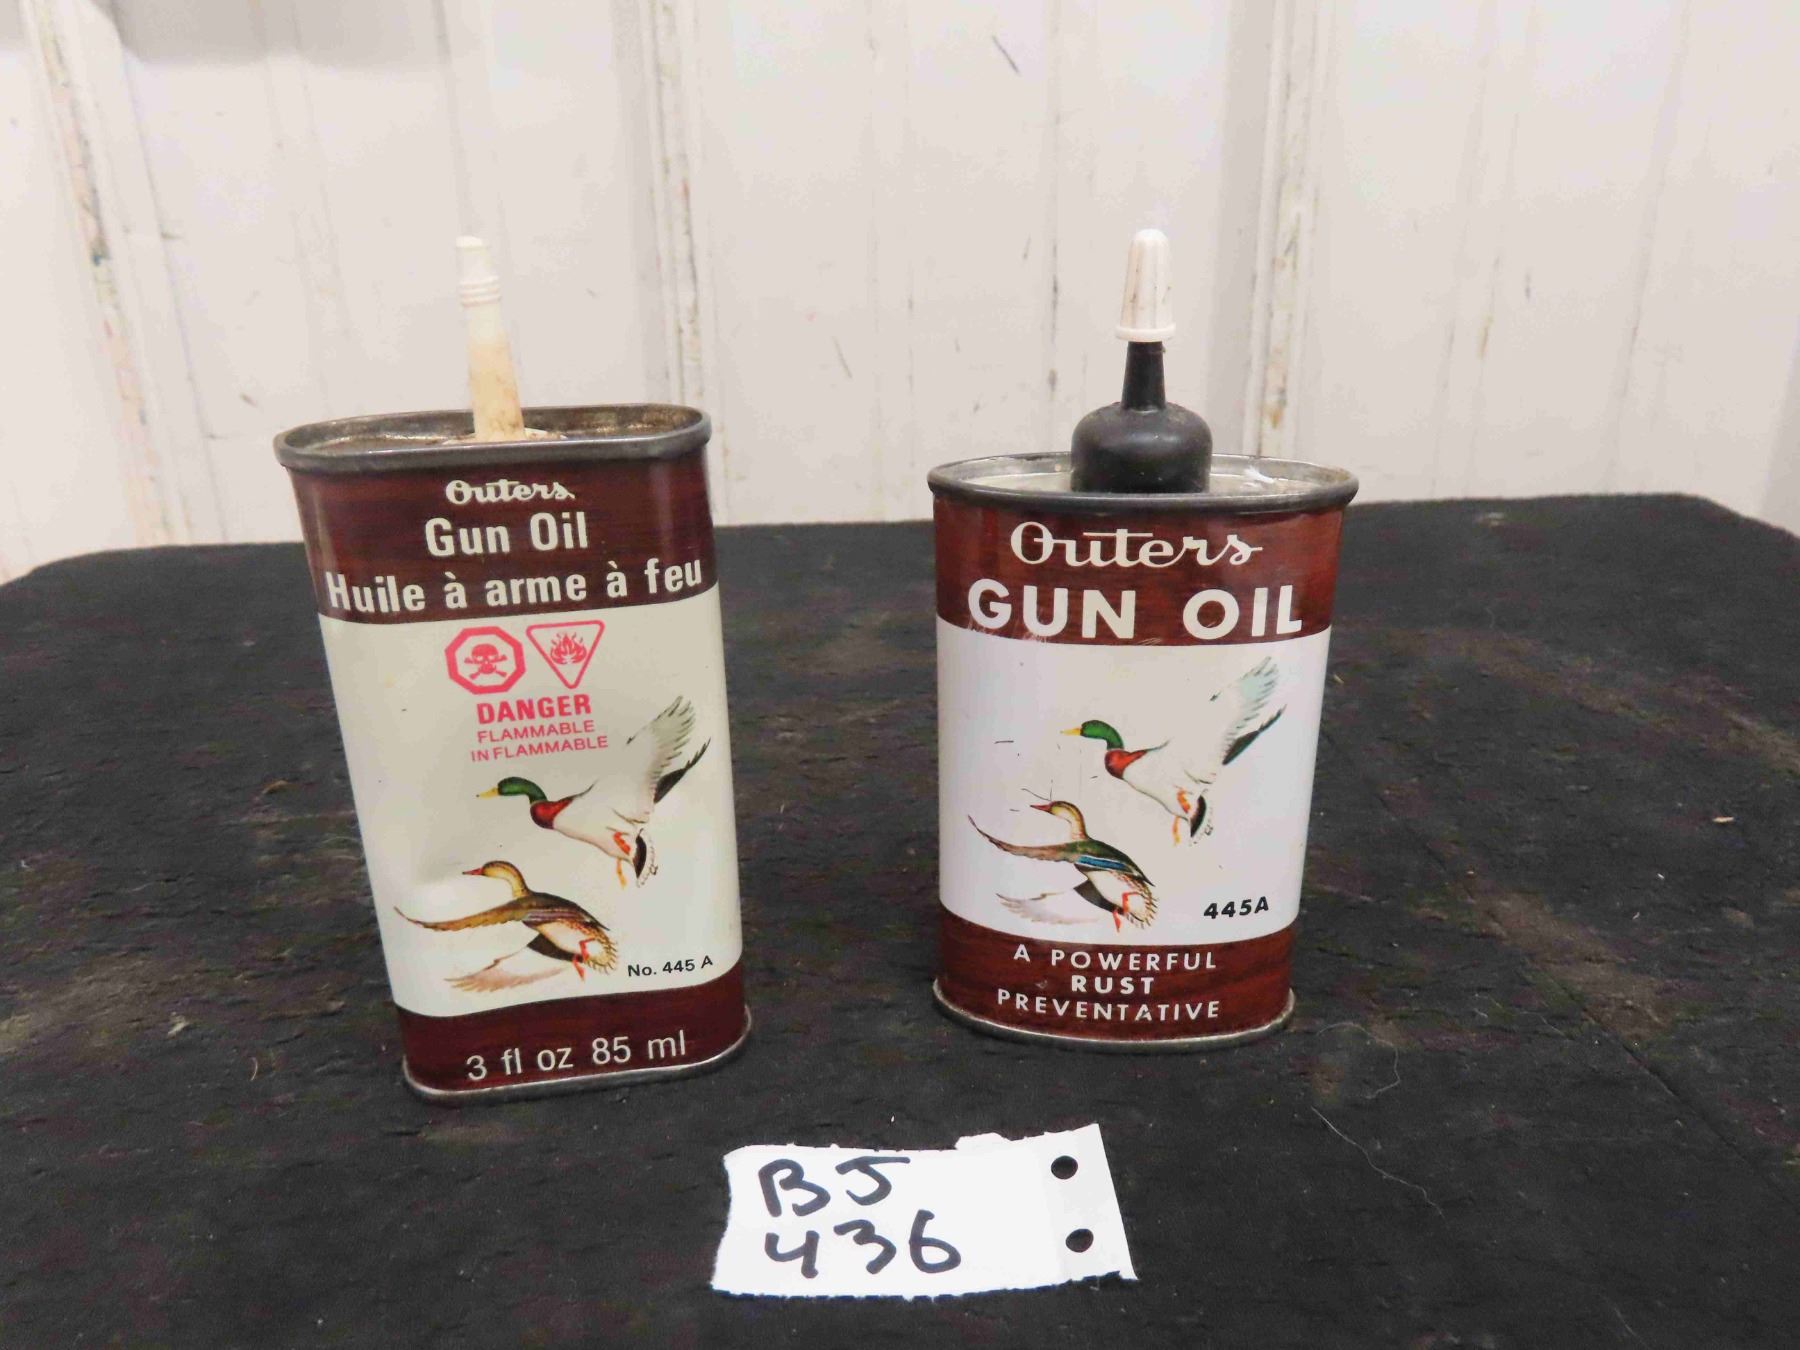 Outers
Gun Oil
Huile à arme à feu
DANGER
FLAMMABLE
INFLAMMABLE
No. 445 A
3 fl oz 85 ml
Outers
GUN OIL
445A
A POWERFUL
RUST
PREVENTATIVE
BJ
436